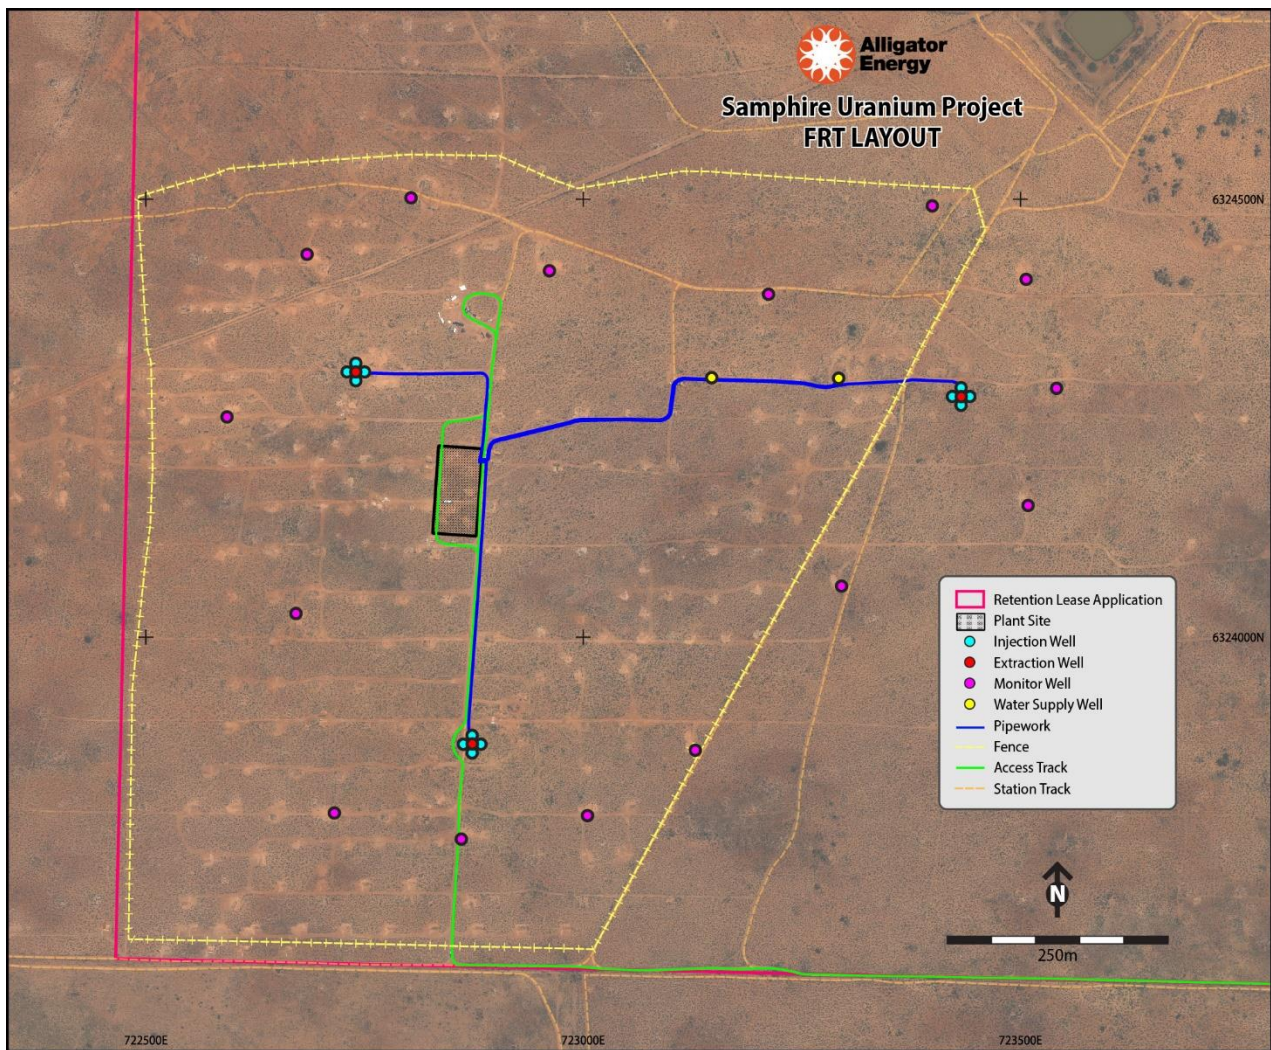 Alligator
Energy
Samphire Uranium Project
FRT LAYOUT
6324500N
Retention Lease Application
Plant Site
Injection Well
Extraction Well
Monitor Well
Water Supply Well
Pipework
Fence
Access Track
Station Track
6324000N
N
250m
722500E
723000E
723500E